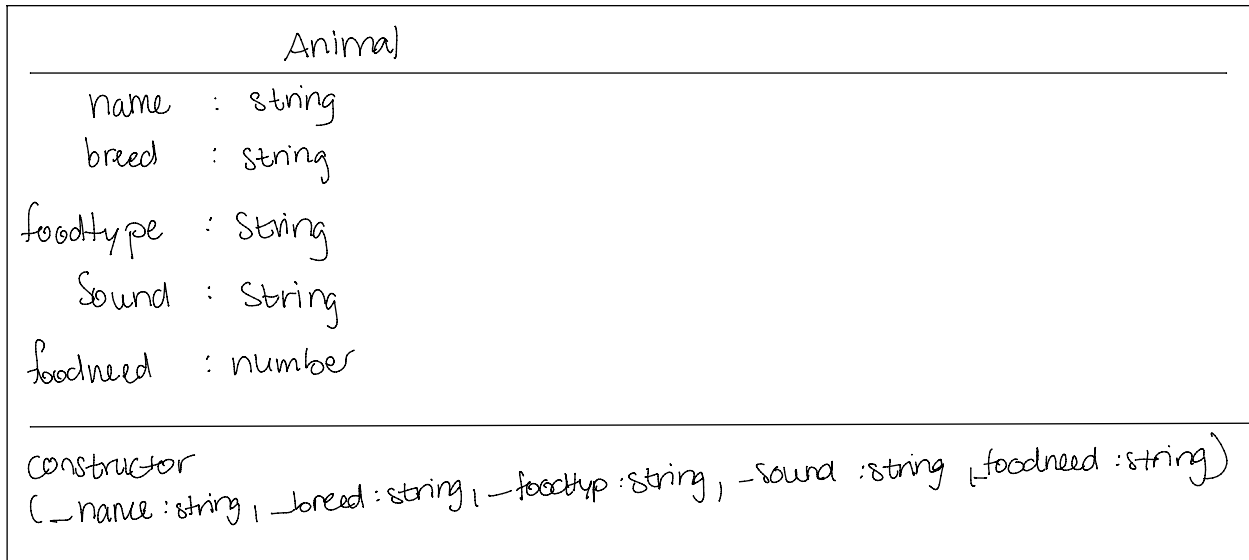 Animal
name : string
breed : string
foodtype : String
Sound : String
foodneed : number
constructor
(_name : string, _breed : string, _foodtyp : string, _sound : string, _foodneed : string)